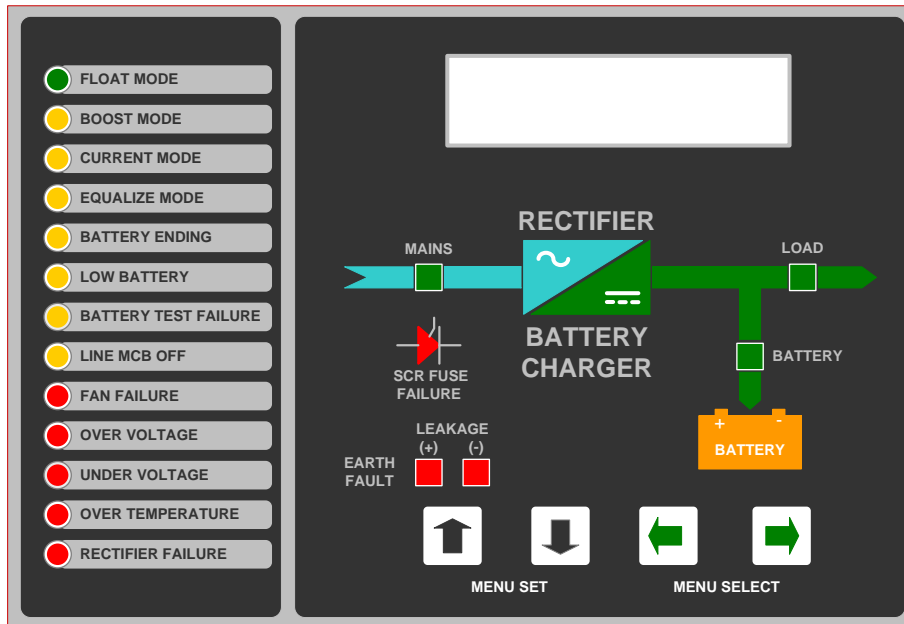 FLOAT MODE
BOOST MODE
CURRENT MODE
EQUALIZE MODE
BATTERY ENDING
LOW BATTERY
BATTERY TEST FAILURE
LINE MCB OFF
FAN FAILURE
OVER VOLTAGE
UNDER VOLTAGE
OVER TEMPERATURE
RECTIFIER FAILURE
RECTIFIER
MAINS
LOAD
BATTERY
CHARGER
BATTERY
SCR FUSE
FAILURE
+ -
BATTERY
LEAKAGE
(+) (-)
EARTH
FAULT
MENU SET
MENU SELECT